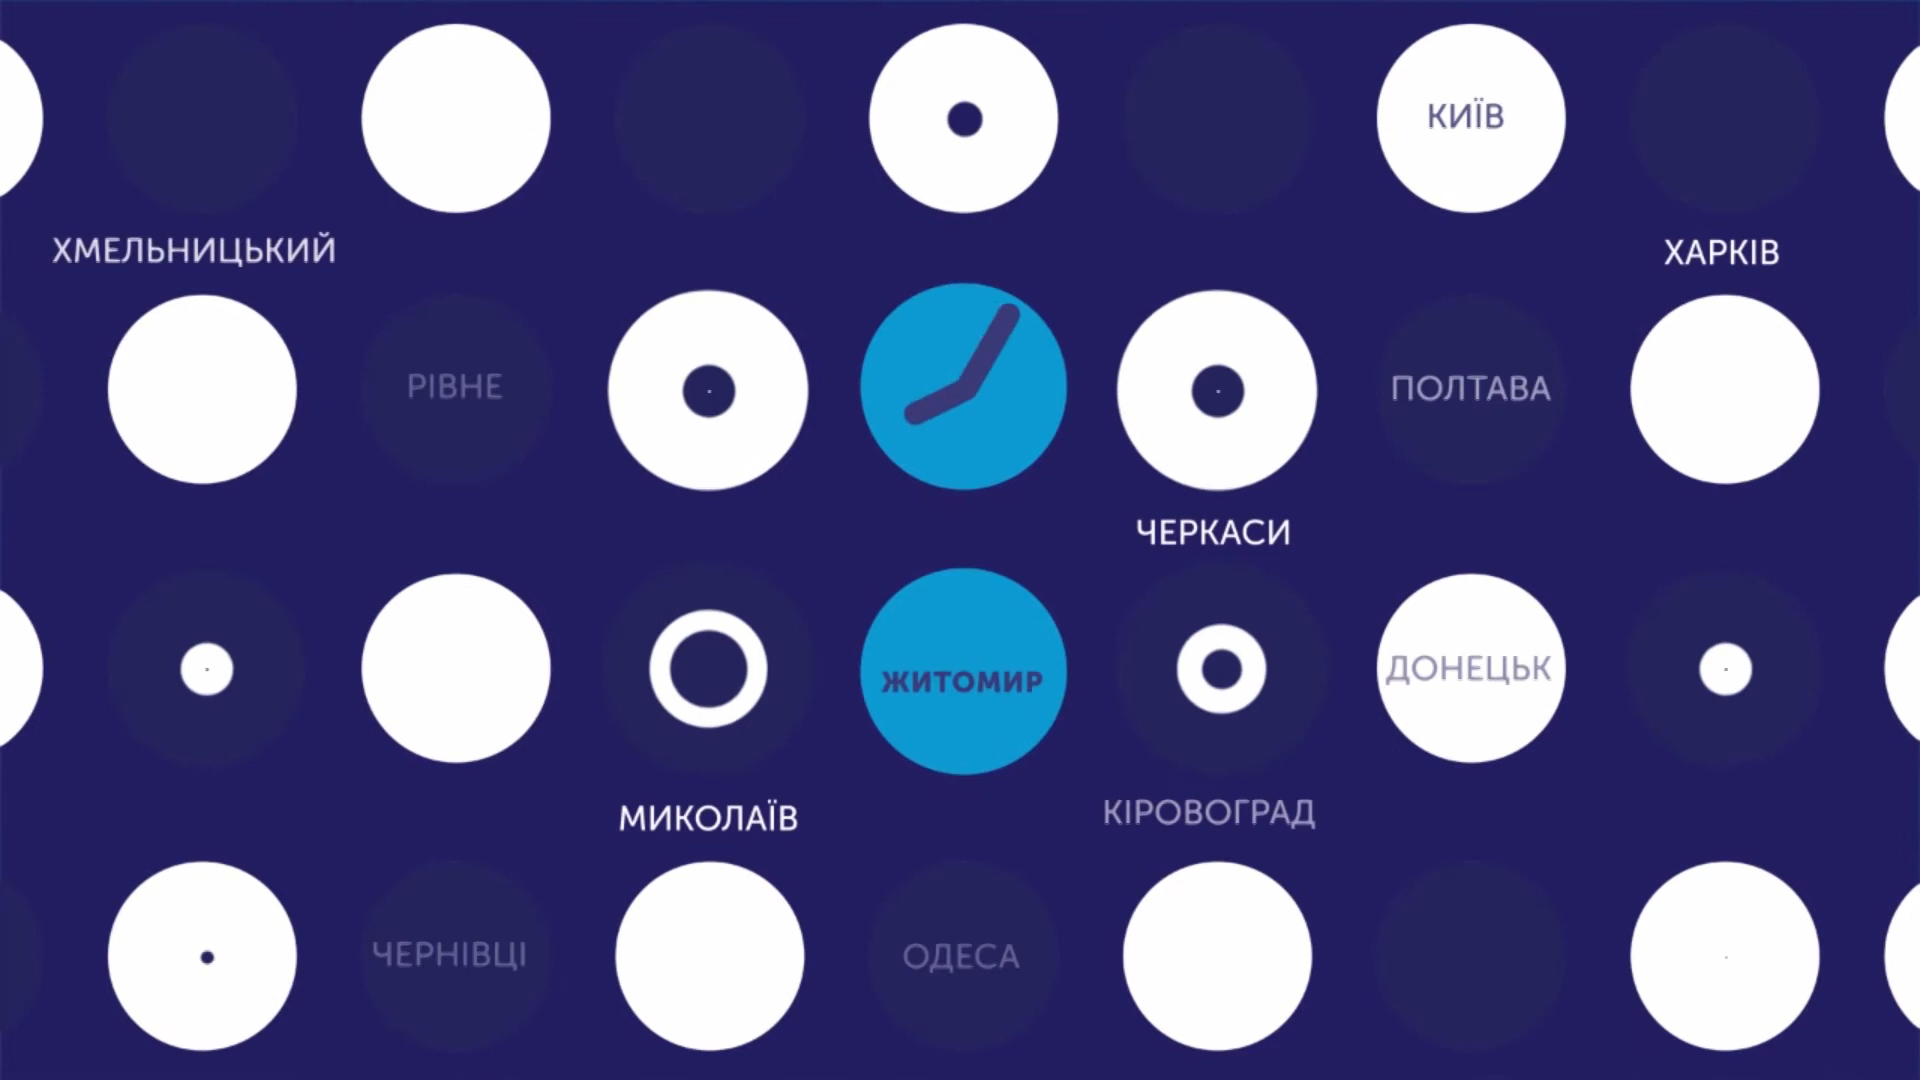 КИЇВ
ХМЕЛЬНИЦЬКИЙ
ХАРКІВ
РІВНЕ
ПОЛТАВА
ЧЕРКАСИ
ЖИТОМИР
ДОНЕЦЬК
МИКОЛАЇВ
КІРОВОГРАД
ЧЕРНІВЦІ
ОДЕСА